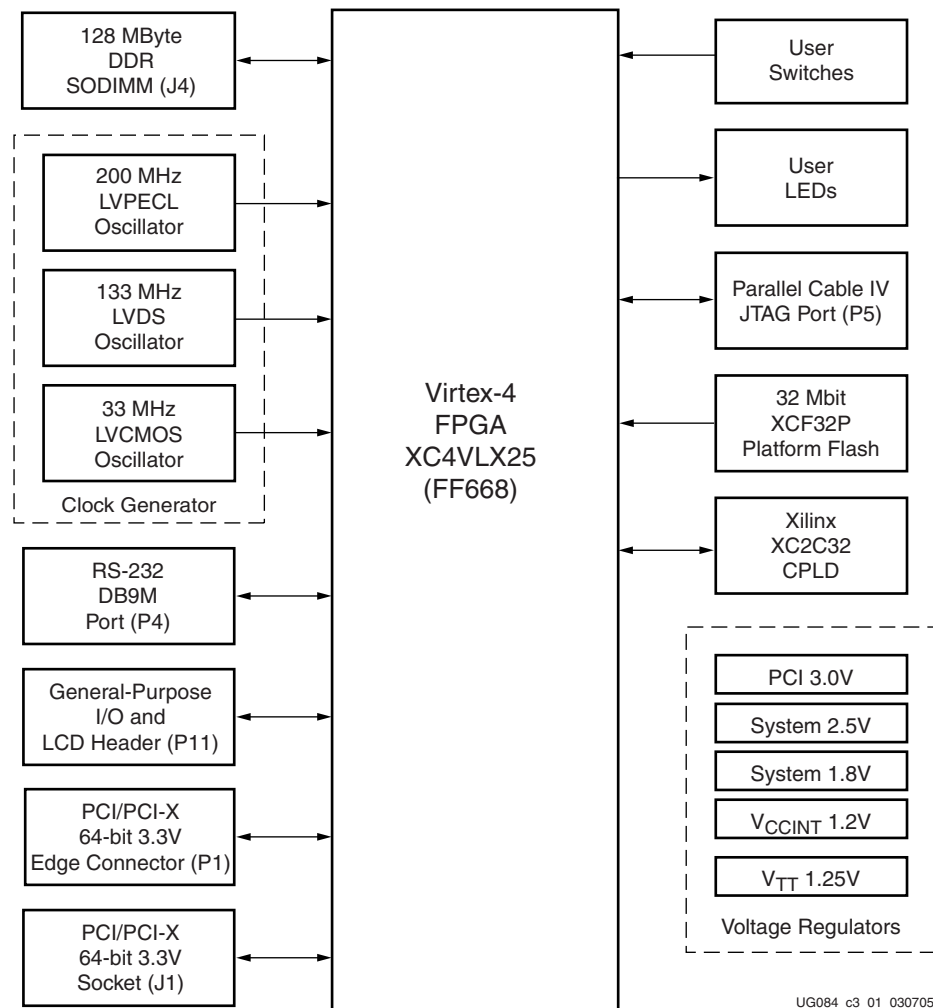 128 MByte
DDR
SODIMM (J4)
200 MHz
LVPECL
Oscillator
133 MHz
LVDS
Oscillator
33 MHz
LVCMOS
Oscillator
Clock Generator
RS-232
DB9M
Port (P4)
General-Purpose
I/O and
LCD Header (P11)
PCI/PCI-X
64-bit 3.3V
Edge Connector (P1)
PCI/PCI-X
64-bit 3.3V
Socket (J1)
Virtex-4
FPGA
XC4VLX25
(FF668)
User
Switches
User
LEDs
Parallel Cable IV
JTAG Port (P5)
32 Mbit
XCF32P
Platform Flash
Xilinx
XC2C32
CPLD
PCI 3.0V
System 2.5V
System 1.8V
VCCINT 1.2V
VTT 1.25V
Voltage Regulators
UG084_c3_01_030705